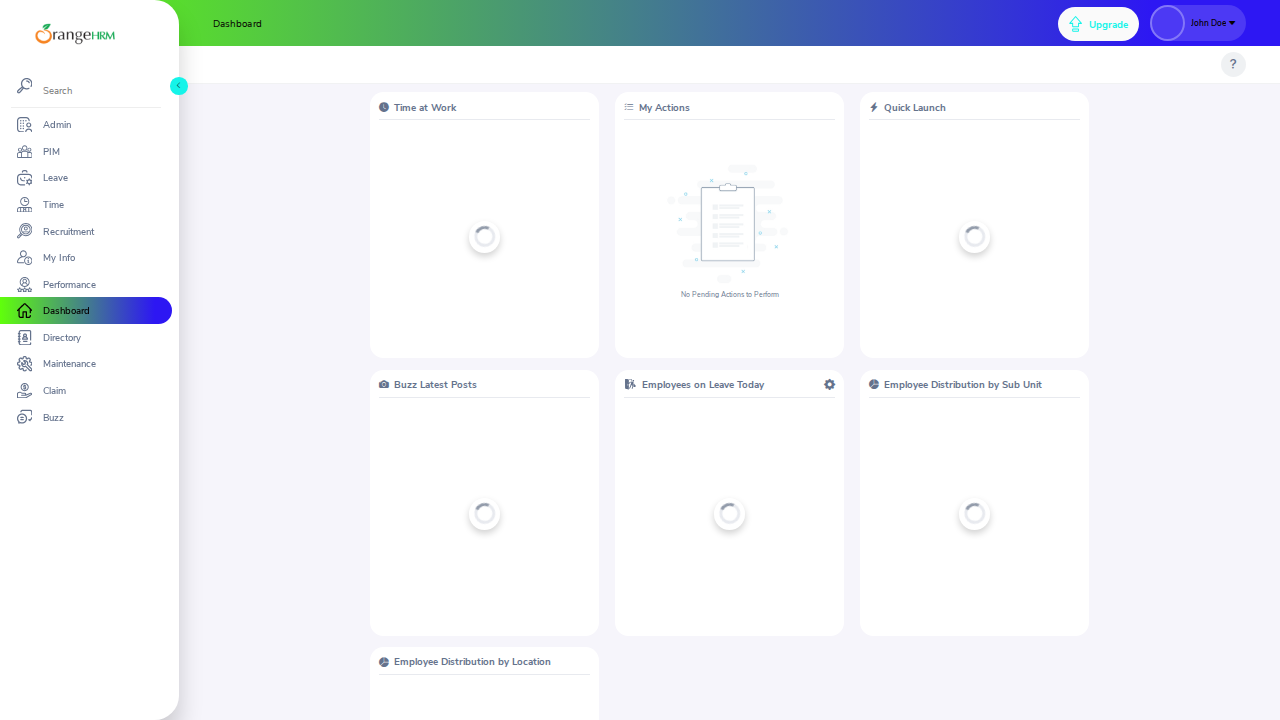 Dashboard
Upgrade
John Doe
OrangeHRM
?
Search
Admin
PIM
Leave
Time
Recruitment
My Info
Performance
Dashboard
Directory
Maintenance
Claim
Buzz
Time at Work
My Actions
Quick Launch
No Pending Actions to Perform
Buzz Latest Posts
Employees on Leave Today
Employee Distribution by Sub Unit
Employee Distribution by Location